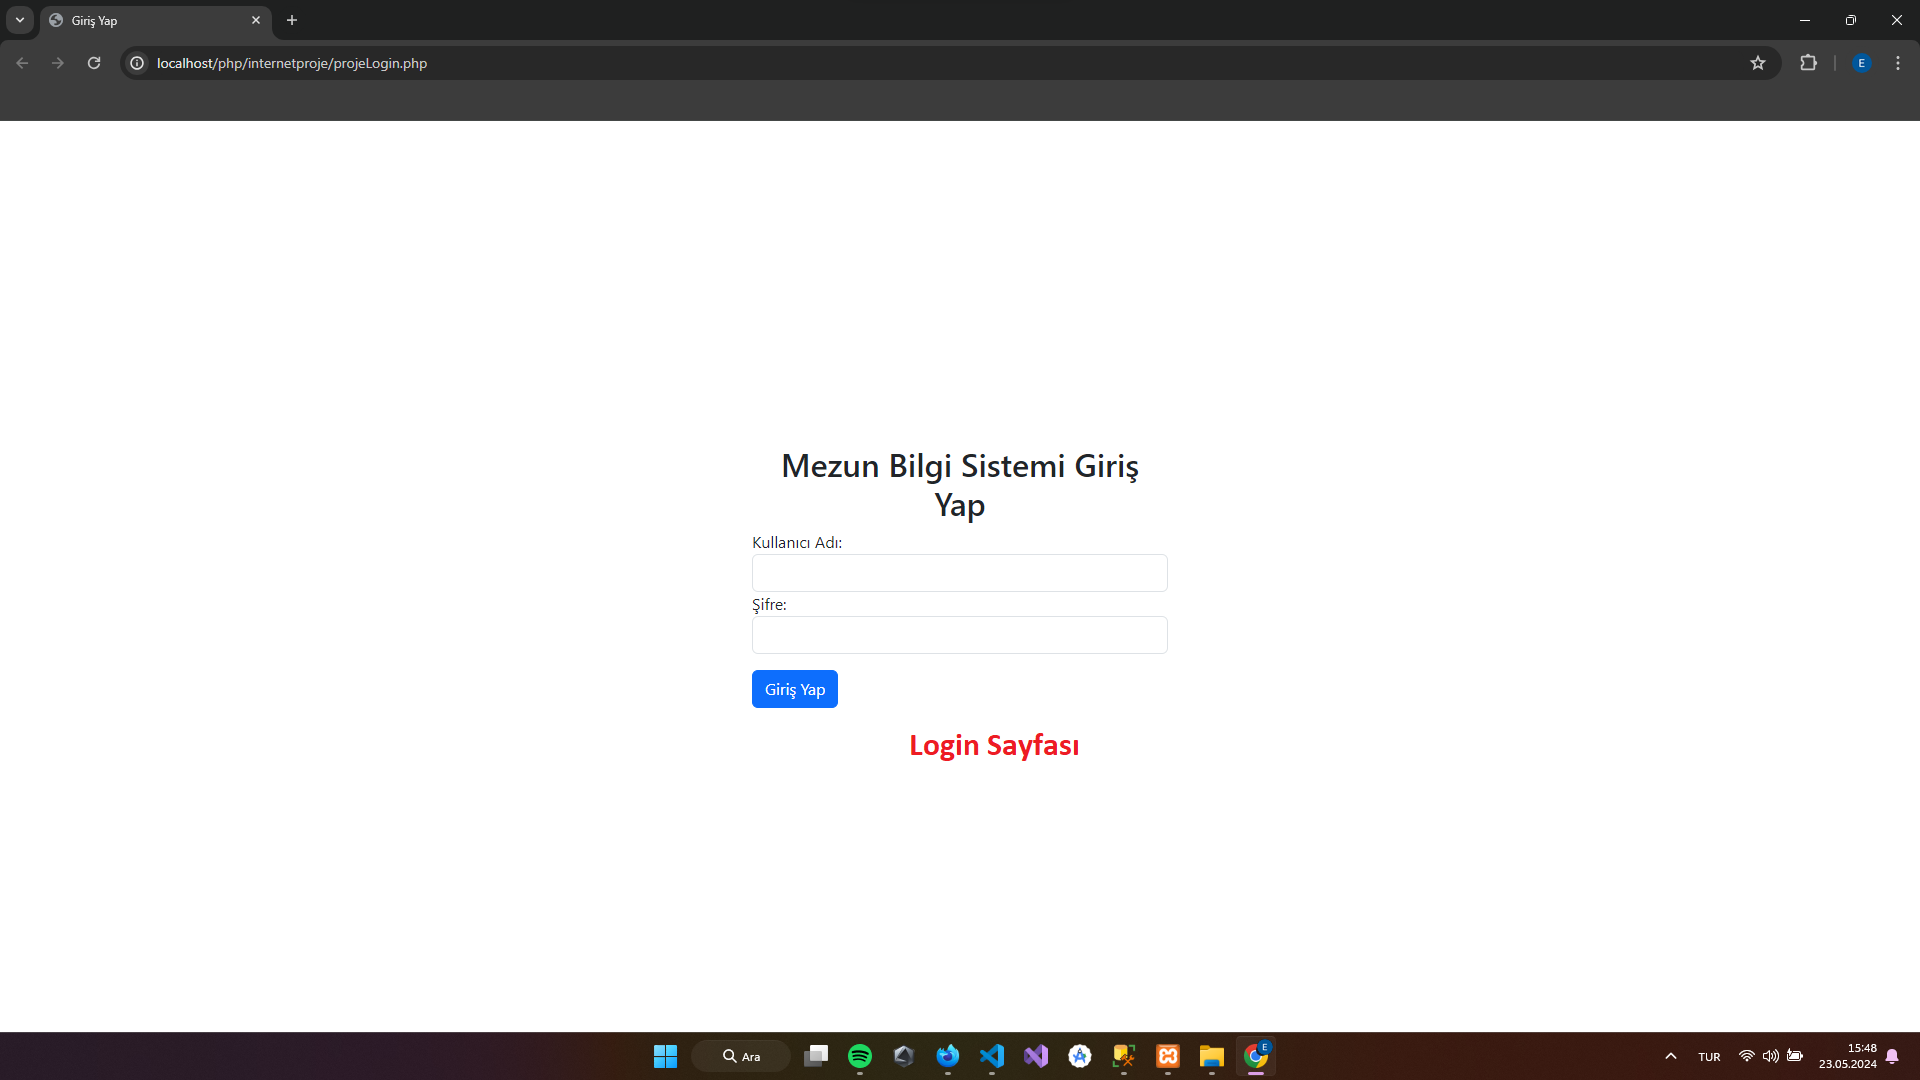 Giriş Yap
localhost/php/internetproje/projeLogin.php
E
Mezun Bilgi Sistemi Giriş
Yap
Kullanıcı Adı:
Şifre:
Giriş Yap
Login Sayfası
Ara
E
TUR
15:48
23.05.2024